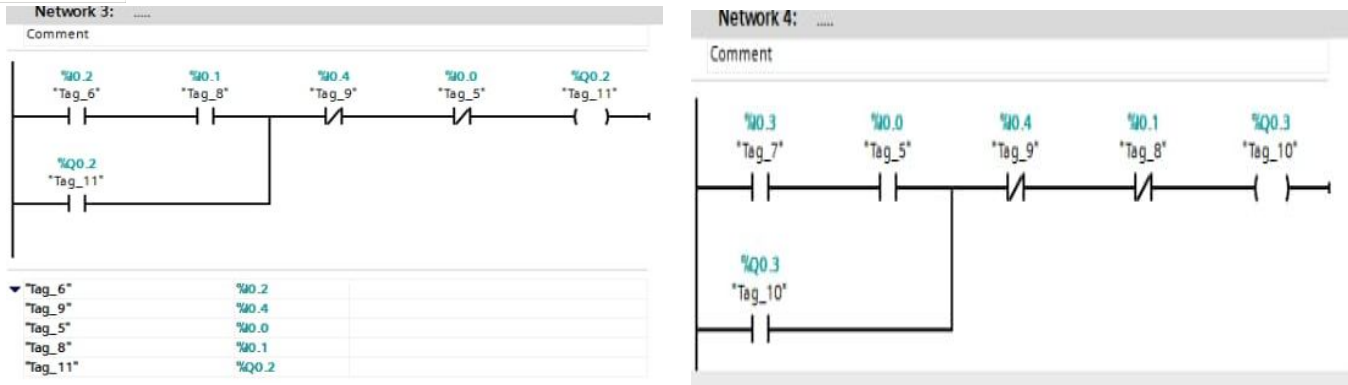 Network 3: .....
Comment
%I0.2 %I0.1 %I0.4 %I0.0 %Q0.2
"Tag_6" "Tag_8" "Tag_9" "Tag_5" "Tag_11"
%Q0.2
"Tag_11"
"Tag_6" %I0.2
"Tag_9" %I0.4
"Tag_5" %I0.0
"Tag_8" %I0.1
"Tag_11" %Q0.2
Network 4: .....
Comment
%I0.3 %I0.0 %I0.4 %I0.1 %Q0.3
"Tag_7" "Tag_5" "Tag_9" "Tag_8" "Tag_10"
%Q0.3
"Tag_10"